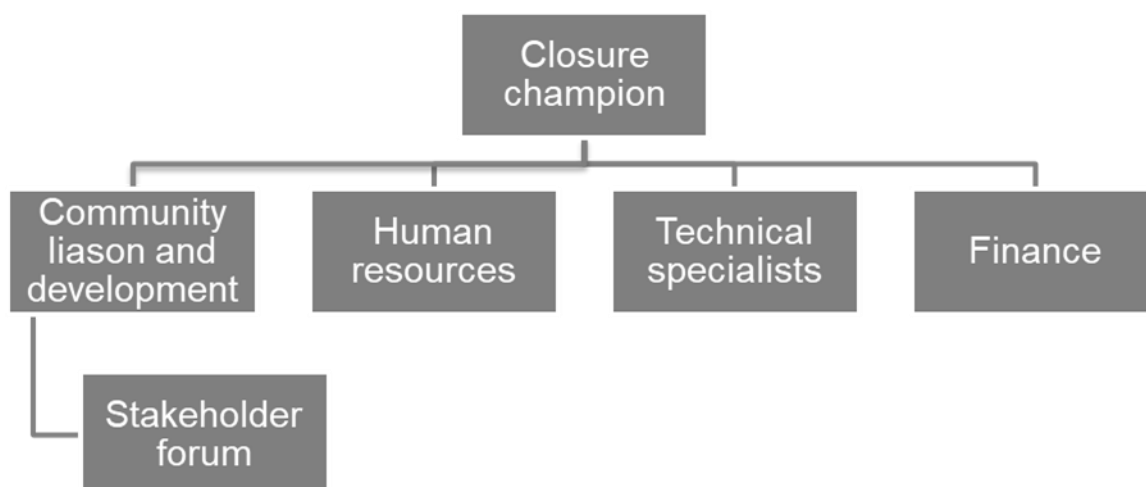 Closure
champion
Community
liason and
development
Human
resources
Technical
specialists
Finance
Stakeholder
forum